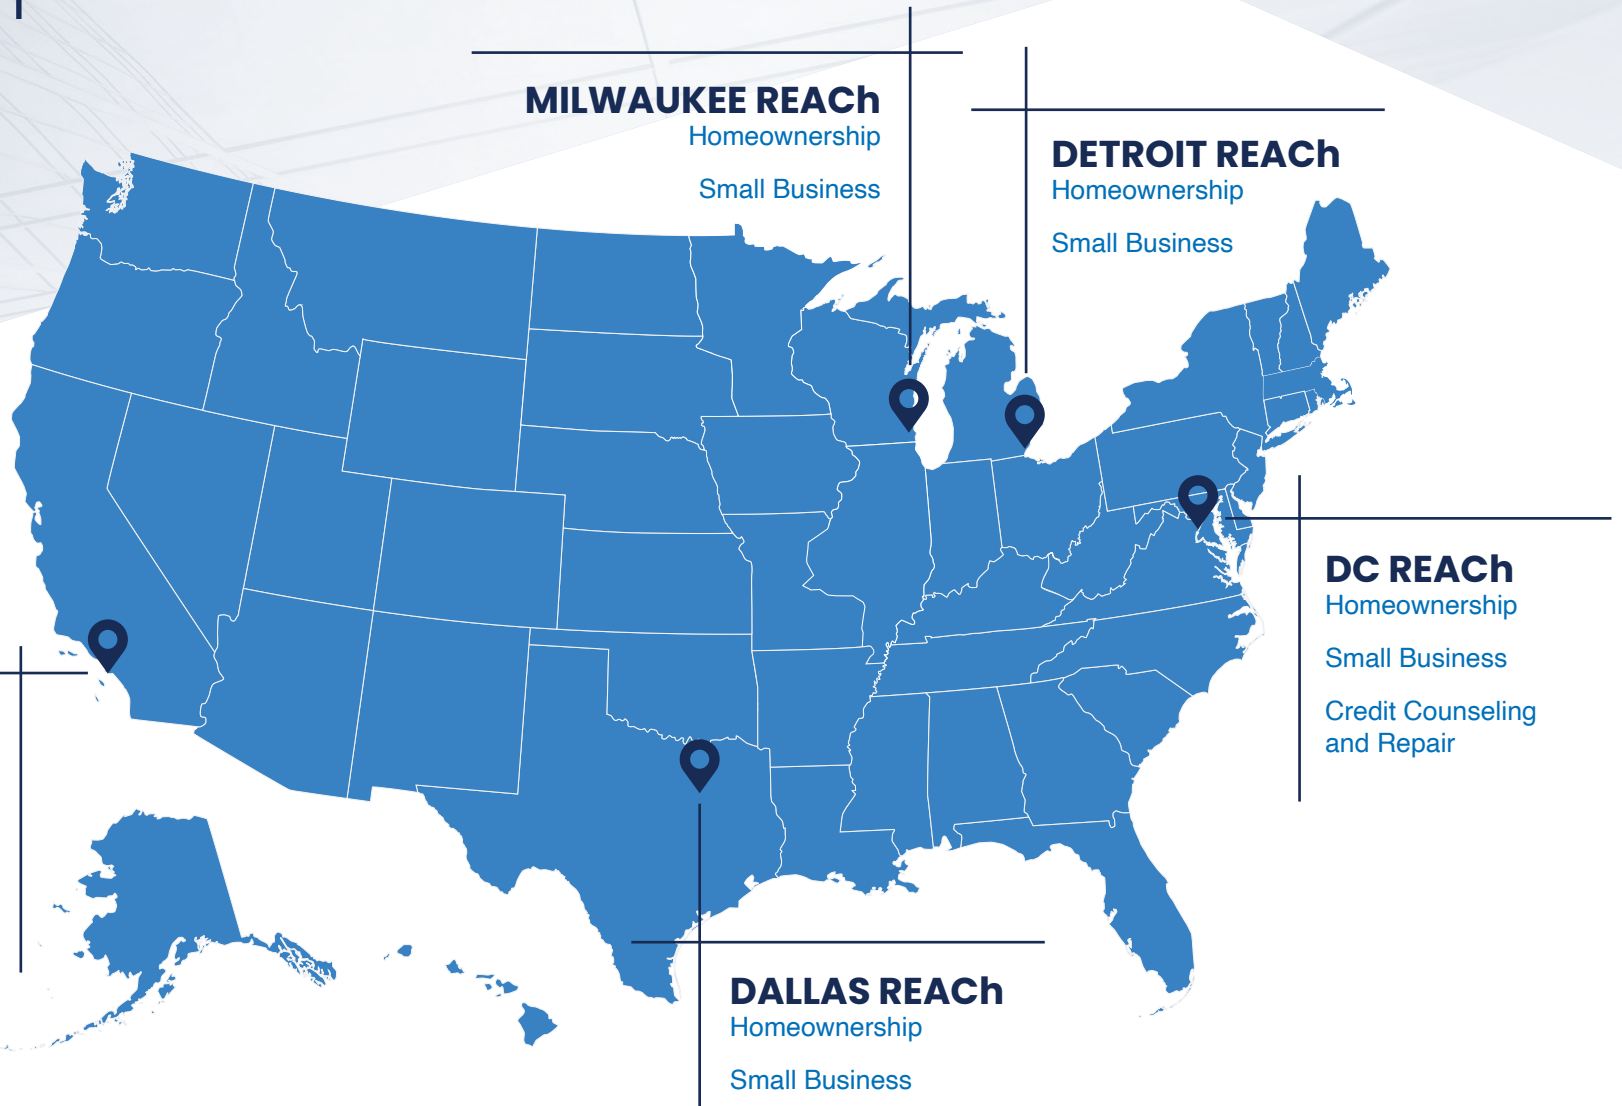 MILWAUKEE REACh
Homeownership
Small Business
DETROIT REACh
Homeownership
Small Business
DC REACh
Homeownership
Small Business
Credit Counseling
and Repair
DALLAS REACh
Homeownership
Small Business